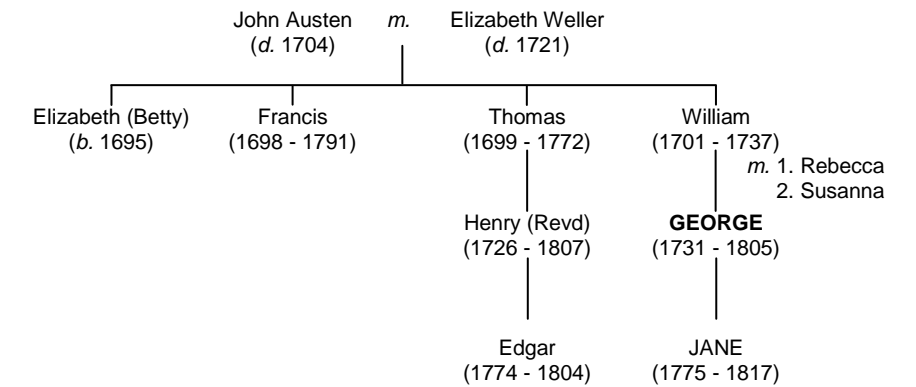 John Austen m. Elizabeth Weller
(d. 1704) (d. 1721)
Elizabeth (Betty) Francis Thomas William
(b. 1695) (1698 - 1791) (1699 - 1772) (1701 - 1737)
m. 1. Rebecca
2. Susanna
Henry (Revd) GEORGE
(1726 - 1807) (1731 - 1805)
Edgar JANE
(1774 - 1804) (1775 - 1817)